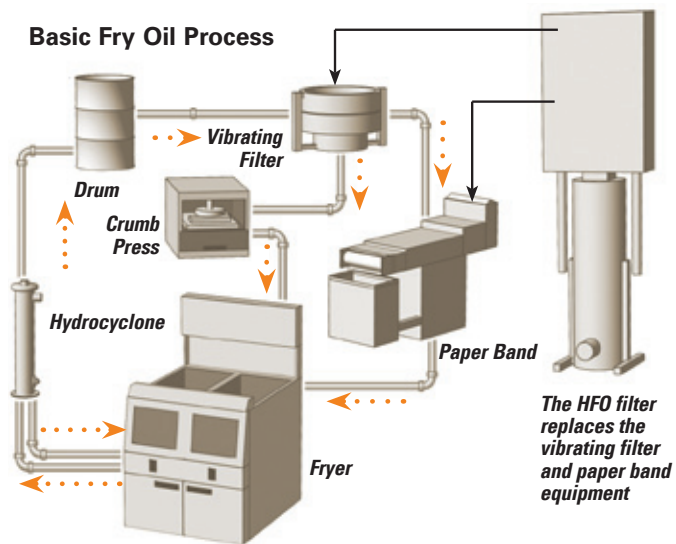 Basic Fry Oil Process
Vibrating
Filter
Drum
Crumb
Press
Hydrocyclone
Paper Band
Fryer
The HFO filter
replaces the
vibrating filter
and paper band
equipment